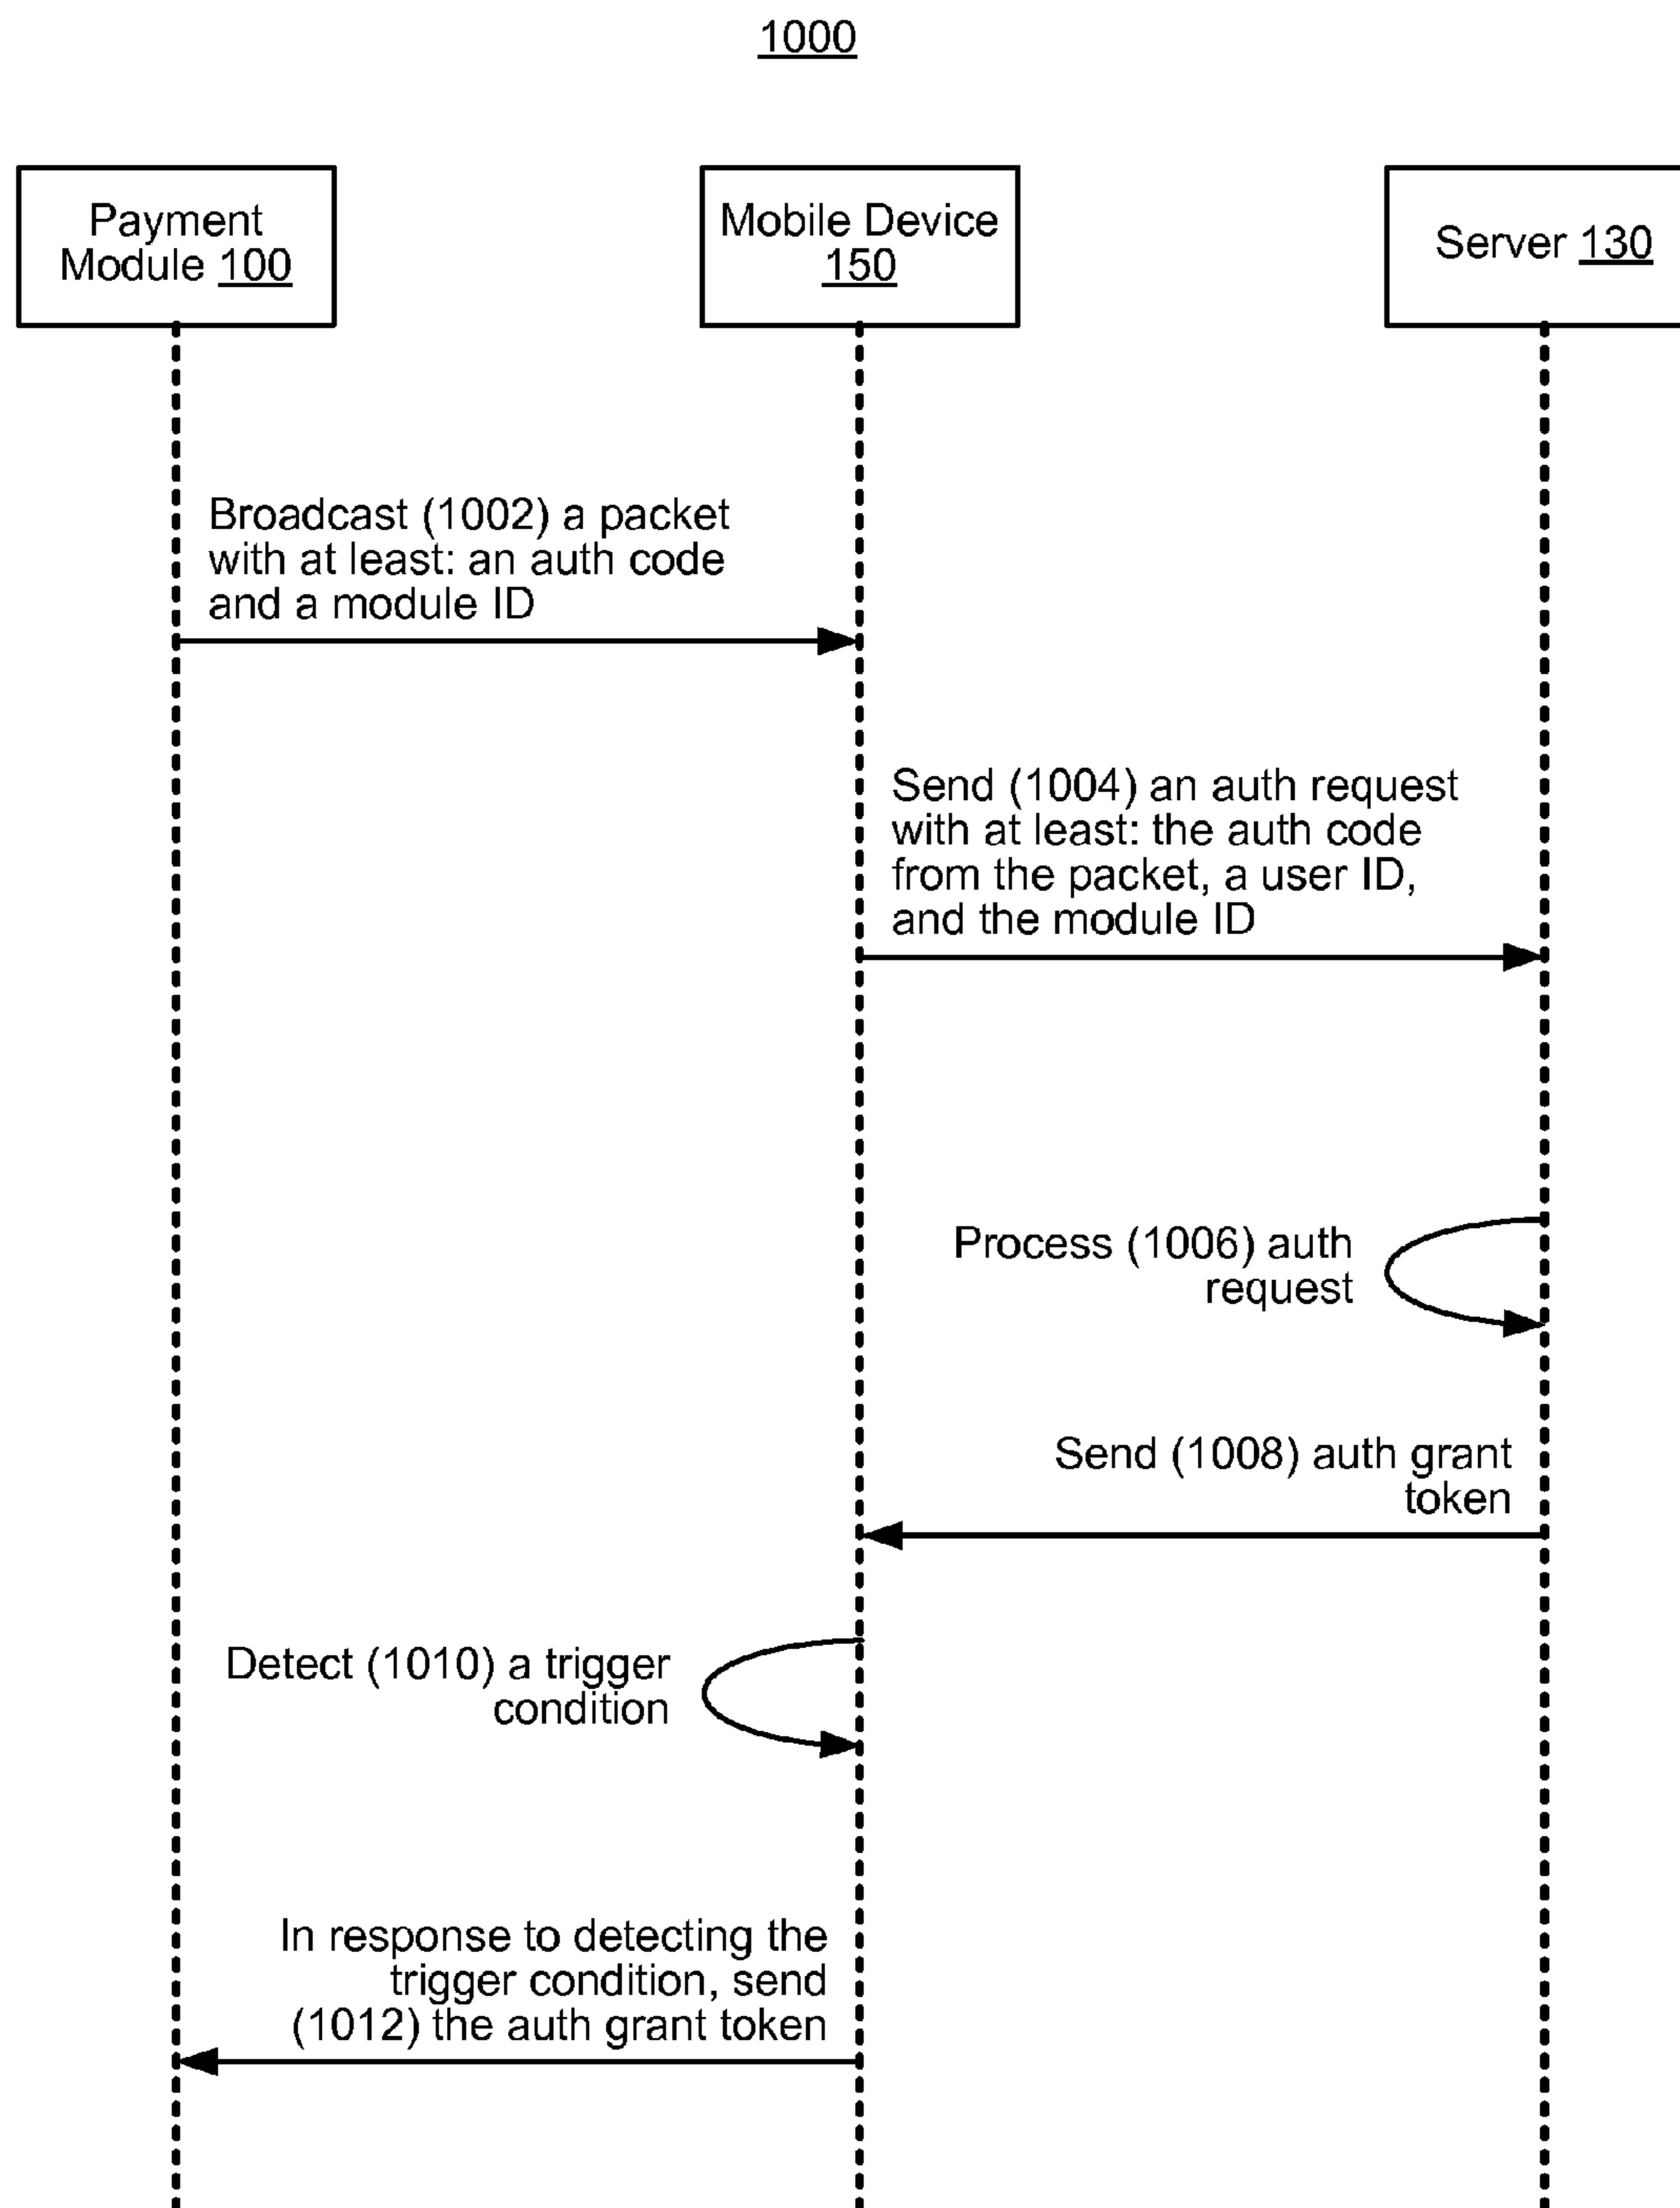 1000
Payment
Module 100
Mobile Device
150
Server 130
Broadcast (1002) a packet
with at least: an auth code
and a module ID
Send (1004) an auth request
with at least: the auth code
from the packet, a user ID,
and the module ID
Process (1006) auth
request
Send (1008) auth grant
token
Detect (1010) a trigger
condition
In response to detecting the
trigger condition, send
(1012) the auth grant token